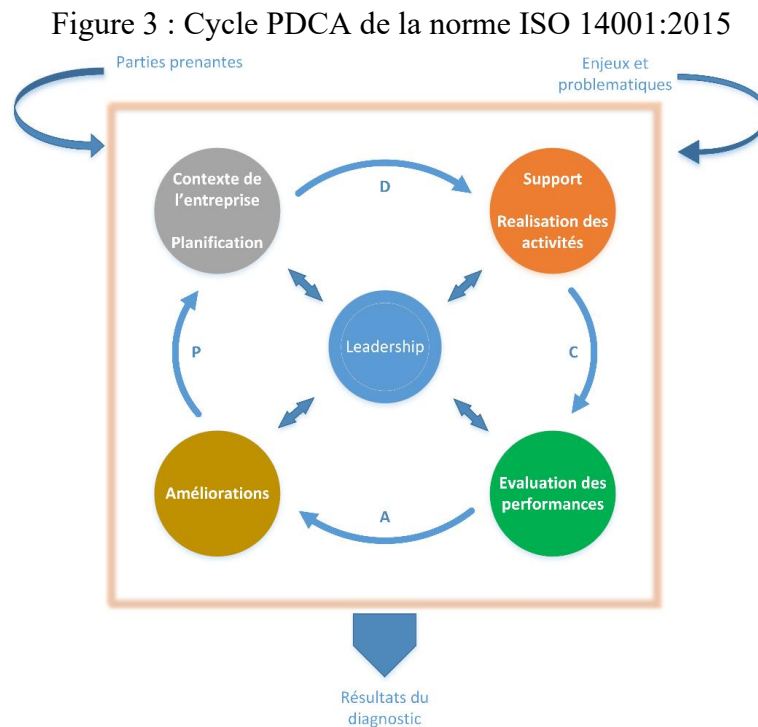 Figure 3 : Cycle PDCA de la norme ISO 14001:2015
Parties prenantes
Enjeux et
problematiques
Contexte de
l'entreprise
Planification
D
Support
Realisation des
activités
P
Leadership
C
Améliorations
A
Evaluation des
performances
Résultats du
diagnostic